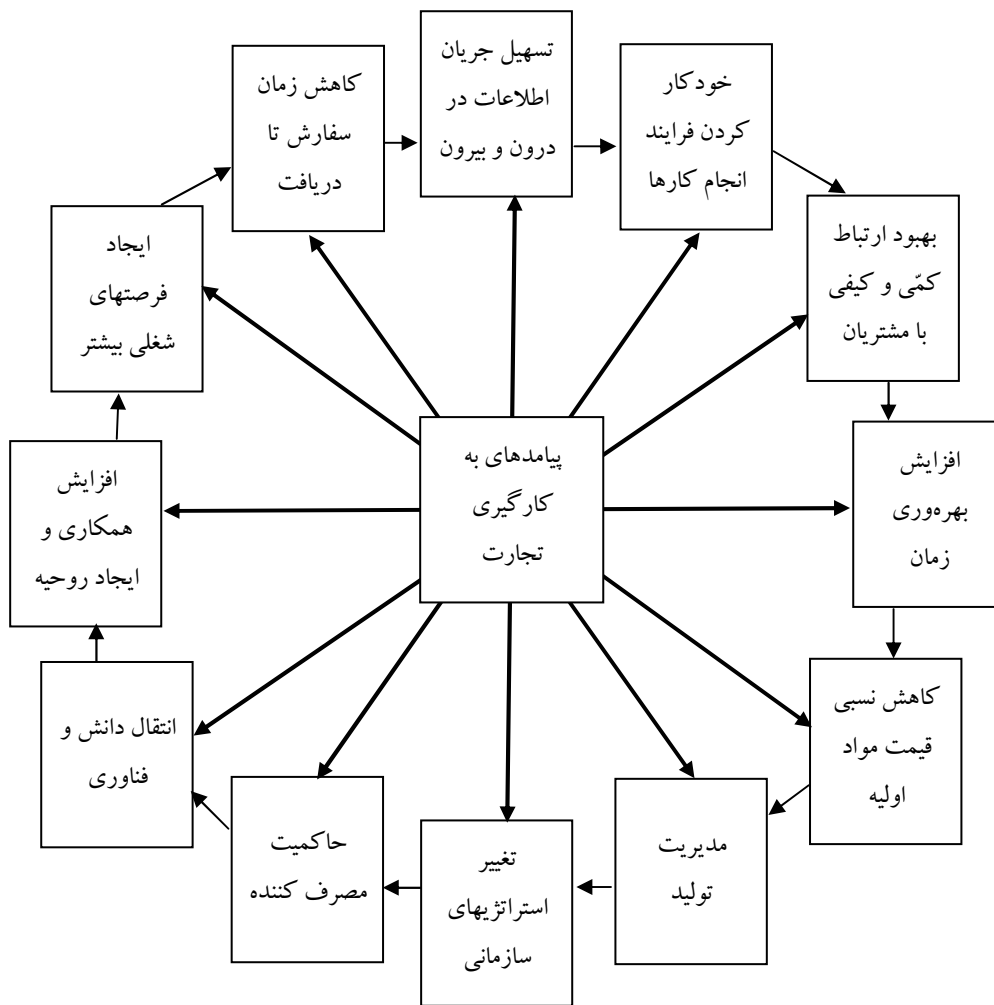 تسهیل جریان
اطلاعات در
درون و بیرون
خودکار
کردن فرایند
انجام کارها
بهبود ارتباط
کمّی و کیفی
با مشتریان
افزایش
بهره‌وری
زمان
کاهش نسبی
قیمت مواد
اولیه
مدیریت
تولید
تغییر
استراتژیهای
سازمانی
حاکمیت
مصرف کننده
انتقال دانش و
فناوری
افزایش
همکاری و
ایجاد روحیه
ایجاد
فرصتهای
شغلی بیشتر
کاهش زمان
سفارش تا
دریافت
پیامدهای به
کارگیری
تجارت